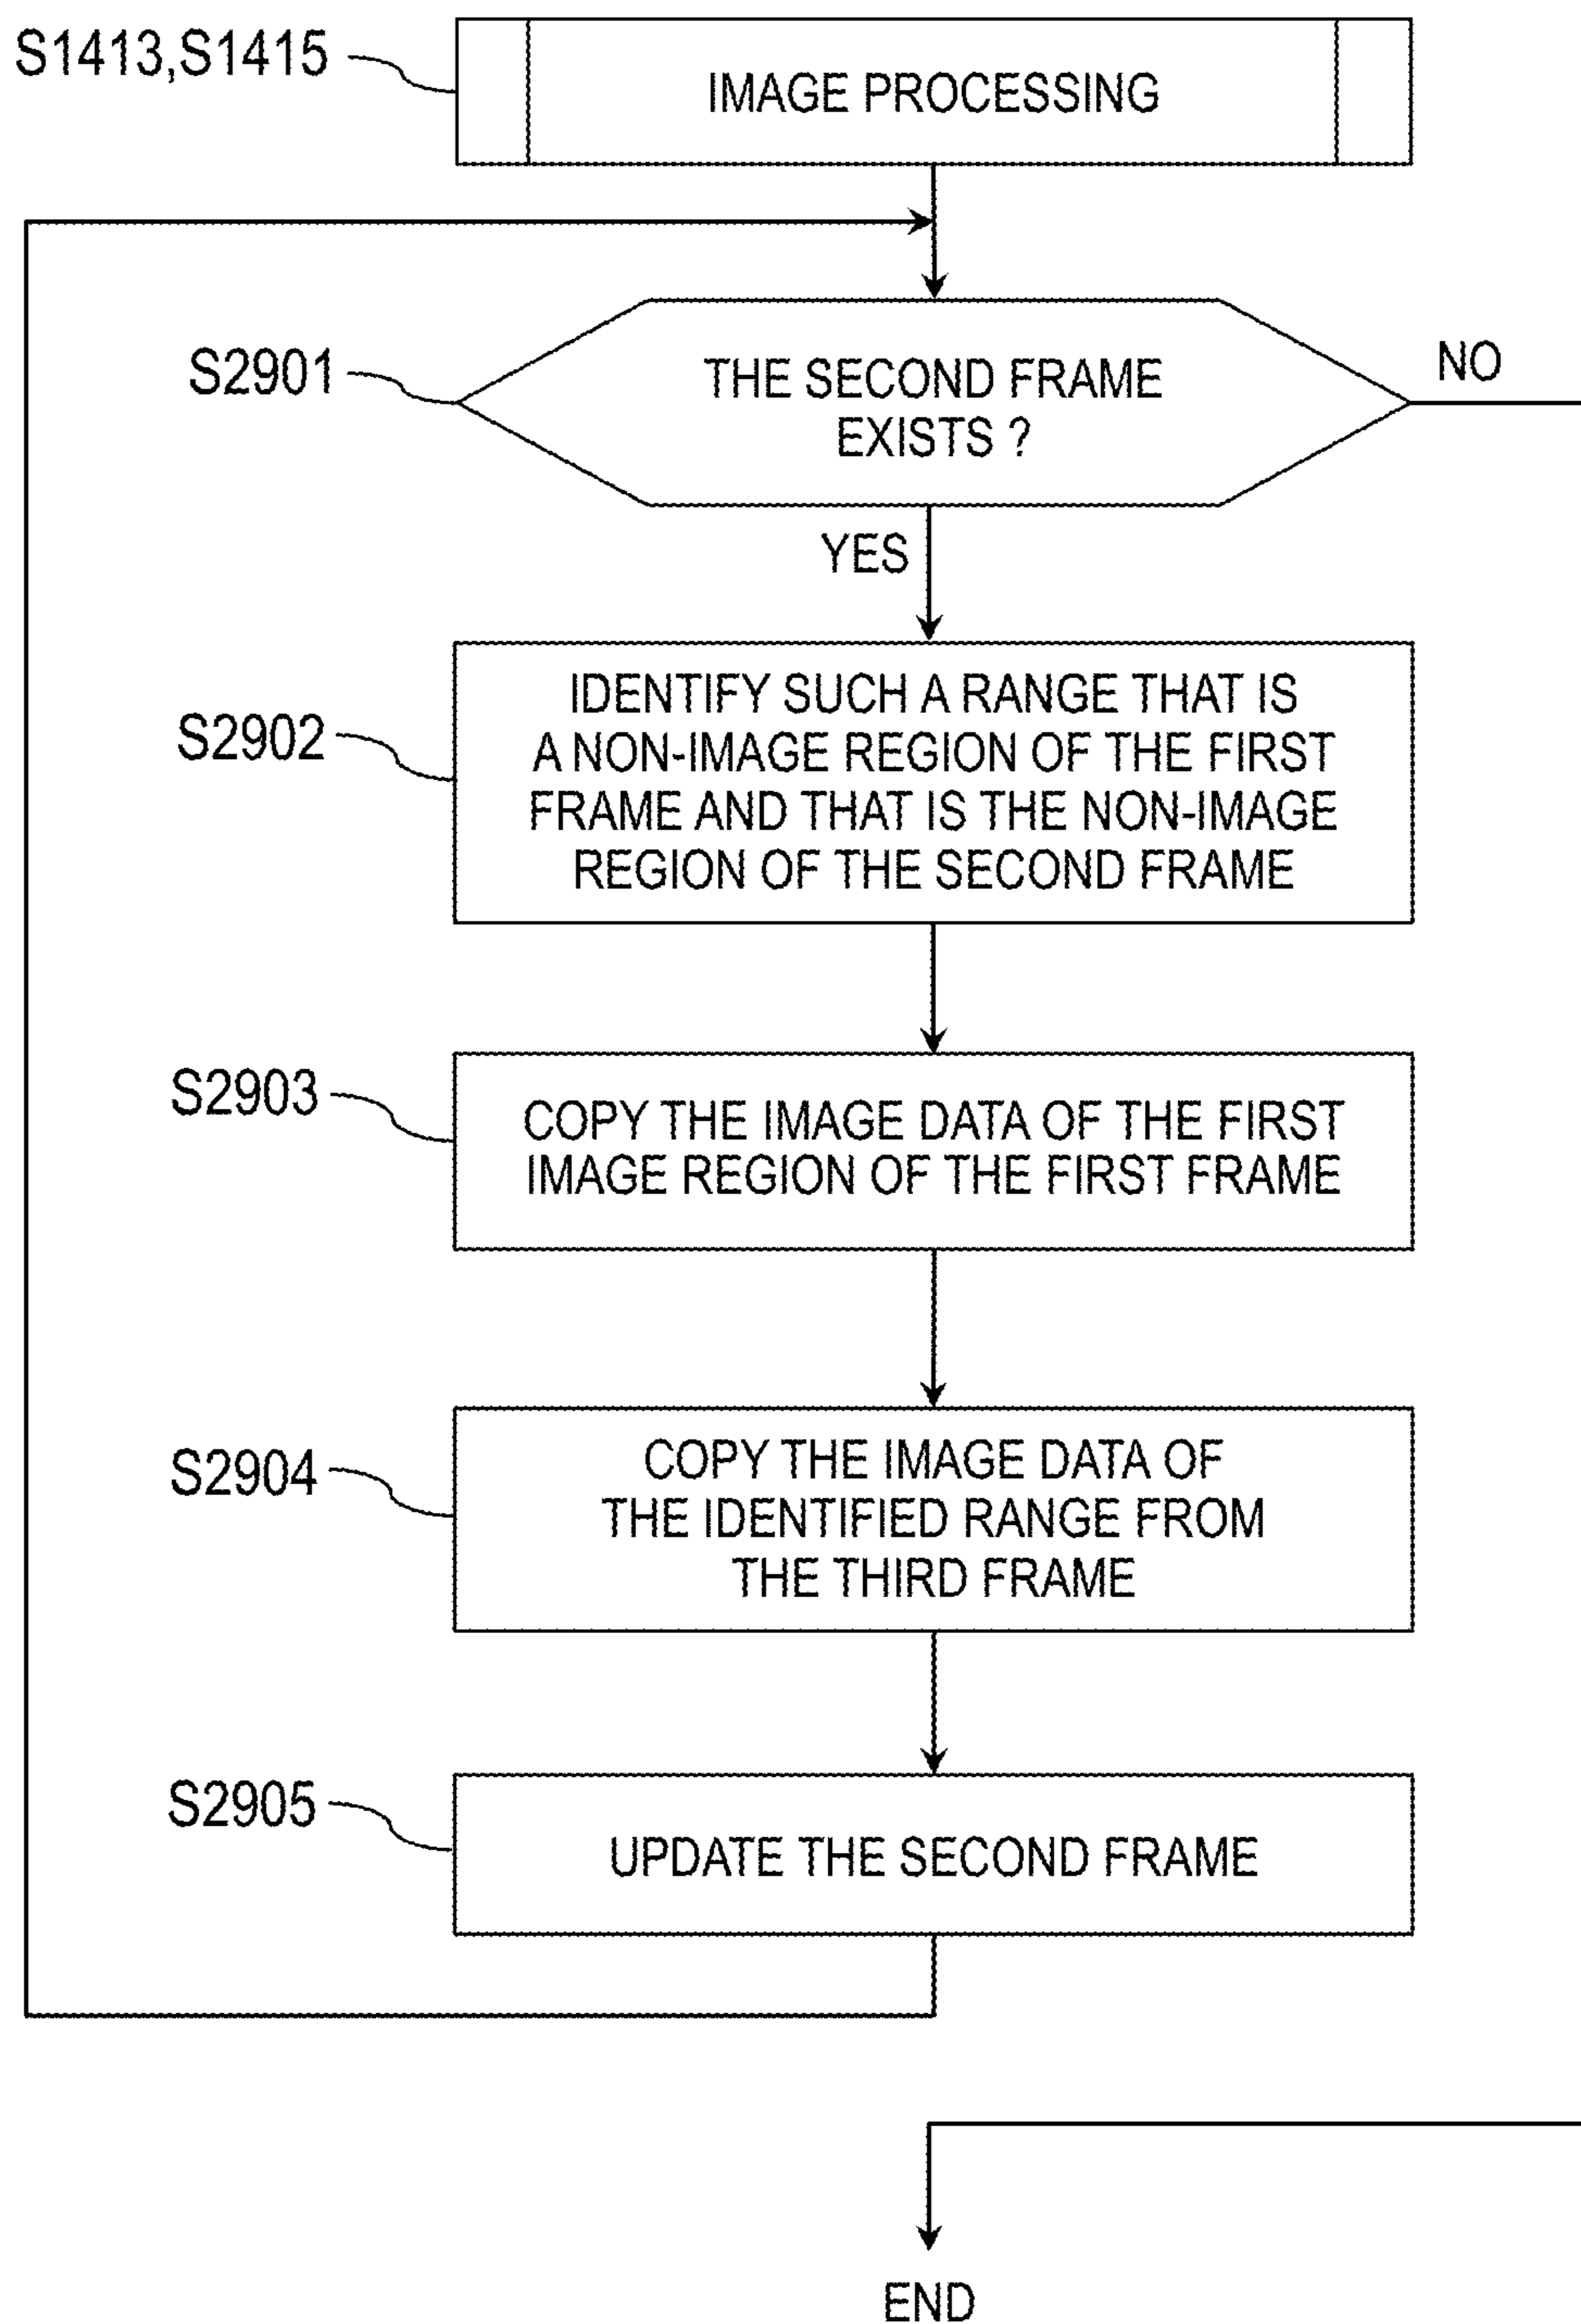 S1413,S1415
IMAGE PROCESSING
S2901
THE SECOND FRAME
EXISTS ?
NO
YES
S2902
IDENTIFY SUCH A RANGE THAT IS
A NON-IMAGE REGION OF THE FIRST
FRAME AND THAT IS THE NON-IMAGE
REGION OF THE SECOND FRAME
S2903
COPY THE IMAGE DATA OF THE FIRST
IMAGE REGION OF THE FIRST FRAME
S2904
COPY THE IMAGE DATA OF
THE IDENTIFIED RANGE FROM
THE THIRD FRAME
S2905
UPDATE THE SECOND FRAME
END